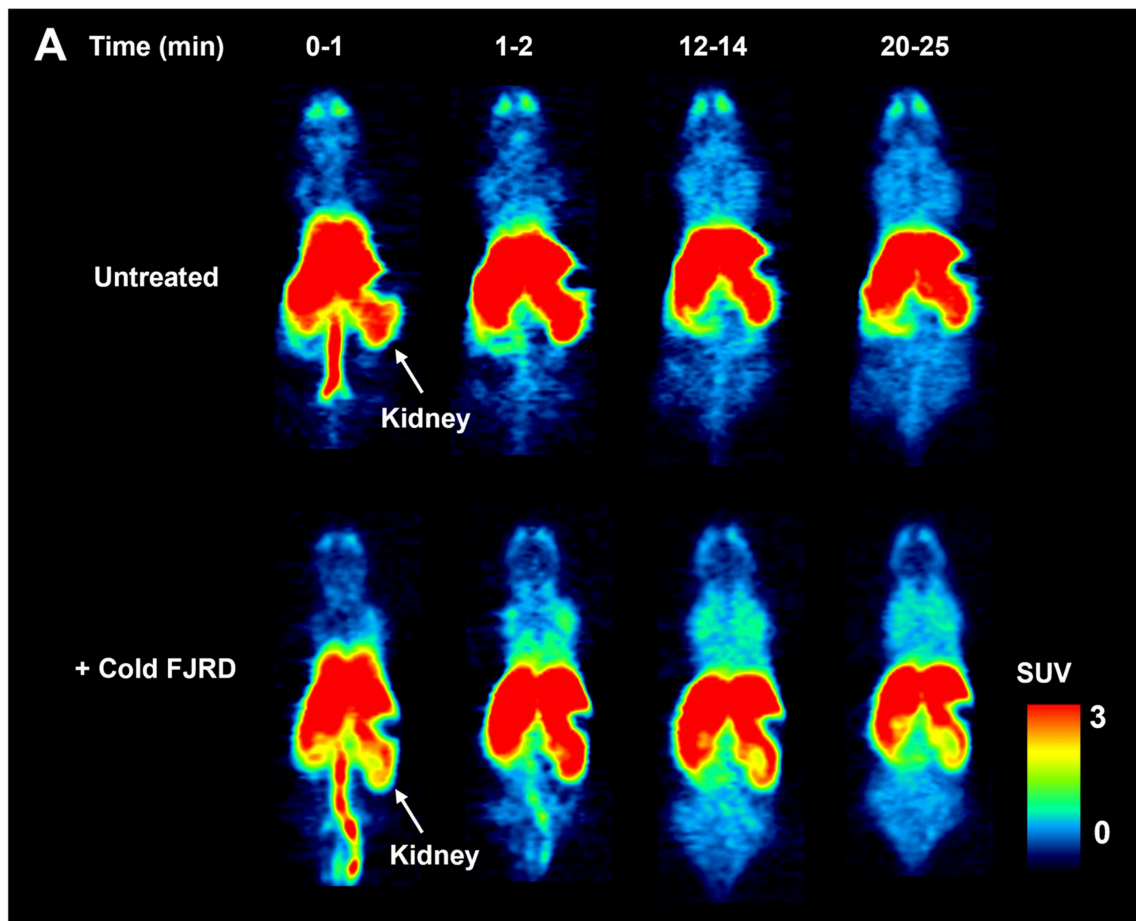 A Time (min) 0-1 1-2 12-14 20-25
Untreated
Kidney
+ Cold FJRD
SUV
3
0
Kidney